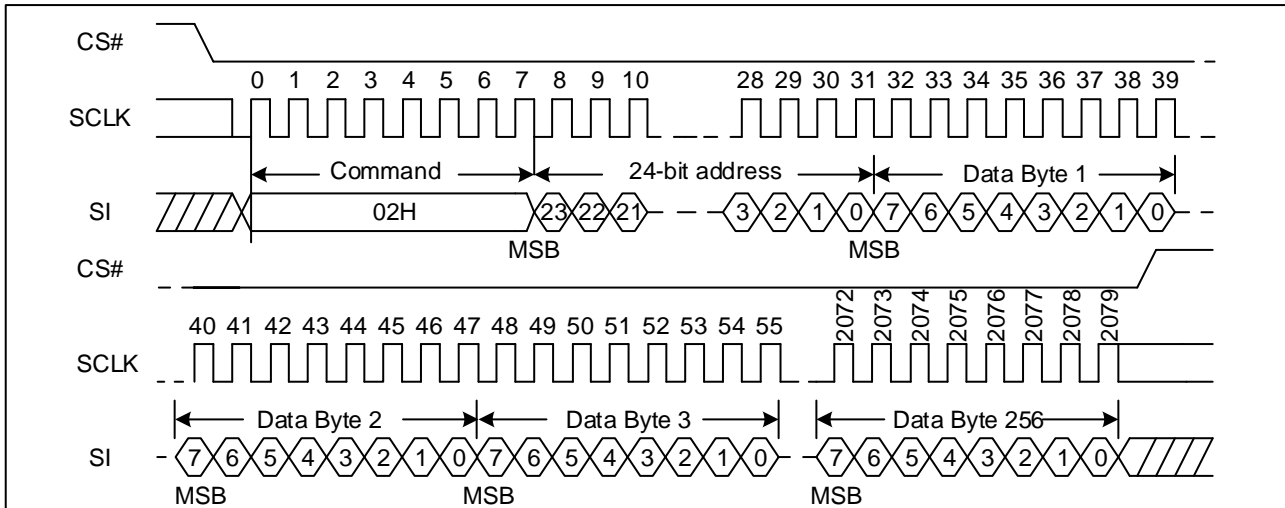 CS#
0 1 2 3 4 5 6 7 8 9 10 28 29 30 31 32 33 34 35 36 37 38 39
SCLK
Command 24-bit address Data Byte 1
SI 02H 23 22 21 3 2 1 0 7 6 5 4 3 2 1 0
MSB MSB
CS#
40 41 42 43 44 45 46 47 48 49 50 51 52 53 54 55 2072 2073 2074 2075 2076 2077 2078 2079
SCLK
Data Byte 2 Data Byte 3 Data Byte 256
SI 7 6 5 4 3 2 1 0 7 6 5 4 3 2 1 0 7 6 5 4 3 2 1 0
MSB MSB MSB